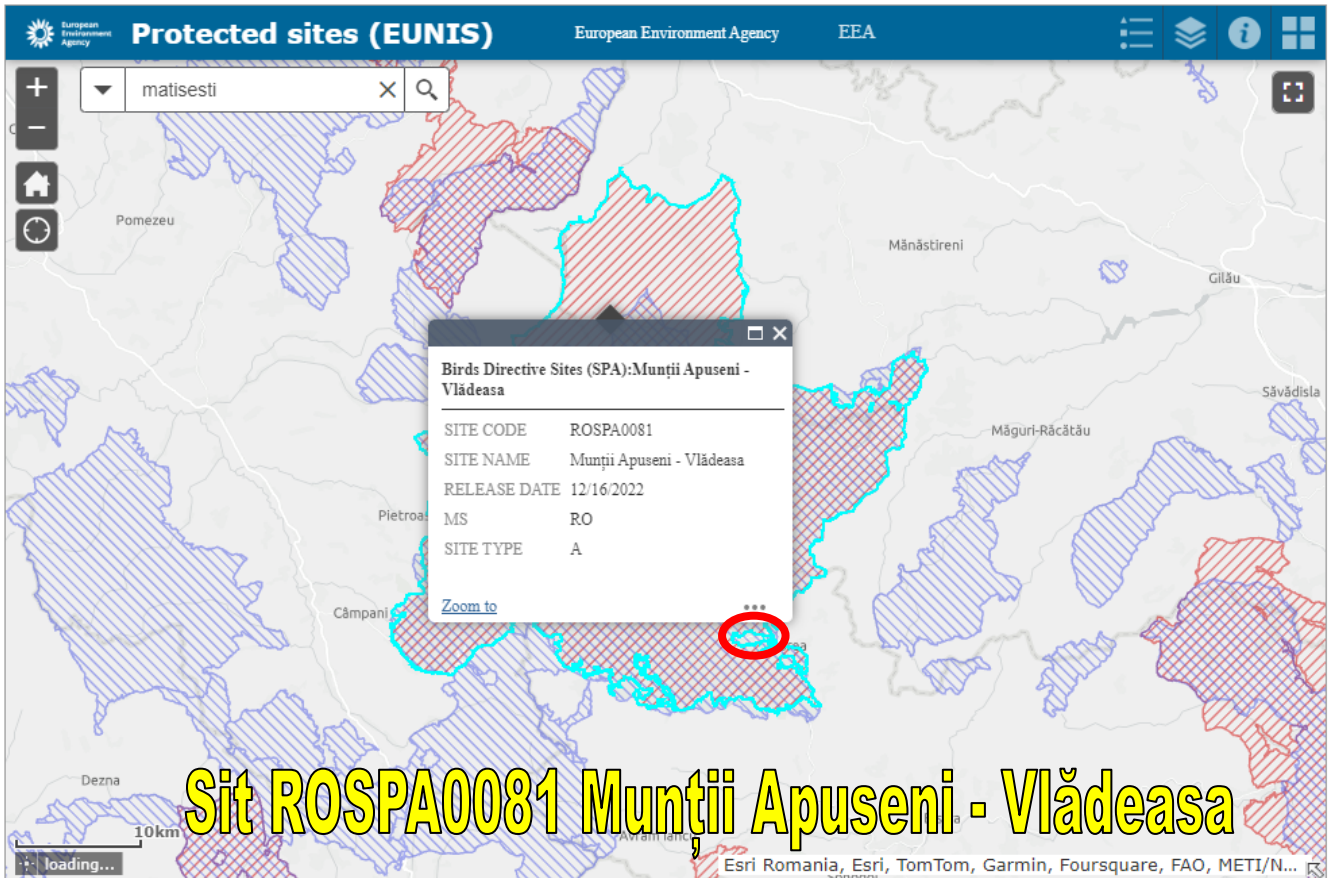 European
Environment
Agency
Protected sites (EUNIS)
European Environment Agency
EEA
matisesti
Pomezeu
Mănăstireni
Gilău
Săvădisla
Măguri-Răcătău
Birds Directive Sites (SPA):Munții Apuseni -
Vlădeasa
SITE CODE ROSPA0081
SITE NAME Munții Apuseni - Vlădeasa
RELEASE DATE 12/16/2022
MS RO
SITE TYPE A
Zoom to
Câmpani
Dezna
Sit ROSPA0081 Munții Apuseni - Vlădeasa
10km
loading...
Esri Romania, Esri, TomTom, Garmin, Foursquare, FAO, METI/N...